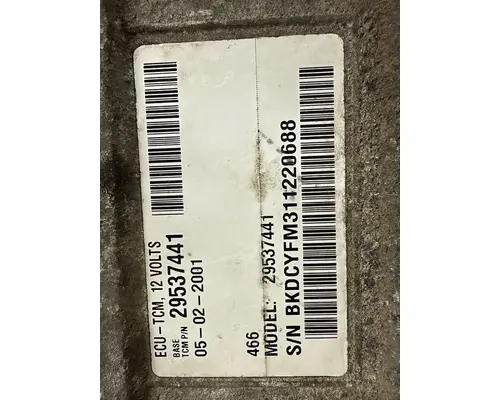 ECU-TCM, 12 VOLTS
BASE
TCM P/N 29537441
05-02-2001
466
MODEL: 29537441
S/N BKDCYFM311220688